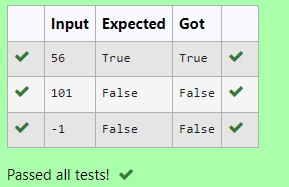 Input Expected Got
56 True True
101 False False
-1 False False
Passed all tests!